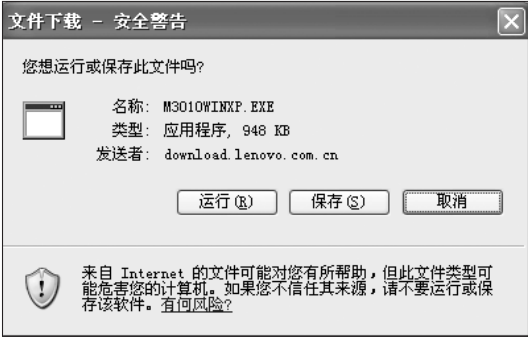 文件下载 - 安全警告
您想运行或保存此文件吗?
名称: M3010WINXP.EXE
类型: 应用程序, 948 KB
发送者: download.lenovo.com.cn
运行(R) 保存(S) 取消
来自 Internet 的文件可能对您有所帮助,但此文件类型可
能危害您的计算机。如果您不信任其来源,请不要运行或保
存该软件。有何风险?